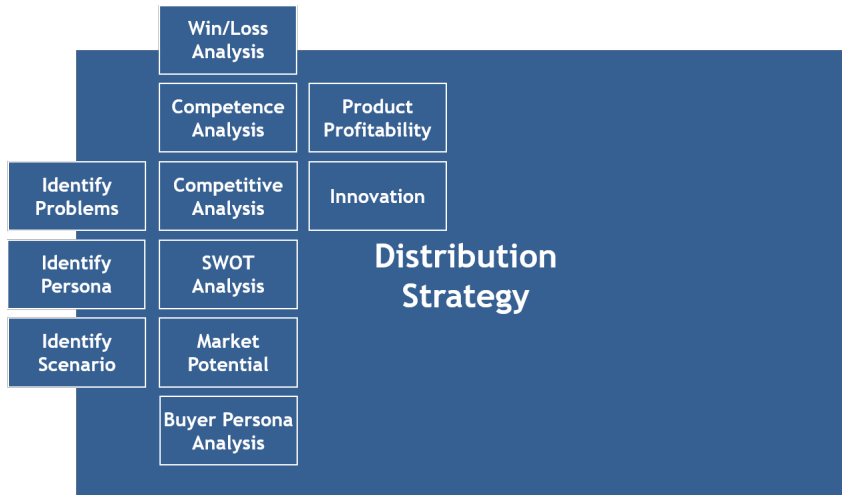 Win/Loss
Analysis
Competence
Analysis
Product
Profitability
Identify
Problems
Competitive
Analysis
Innovation
Identify
Persona
SWOT
Analysis
Distribution
Strategy
Identify
Scenario
Market
Potential
Buyer Persona
Analysis